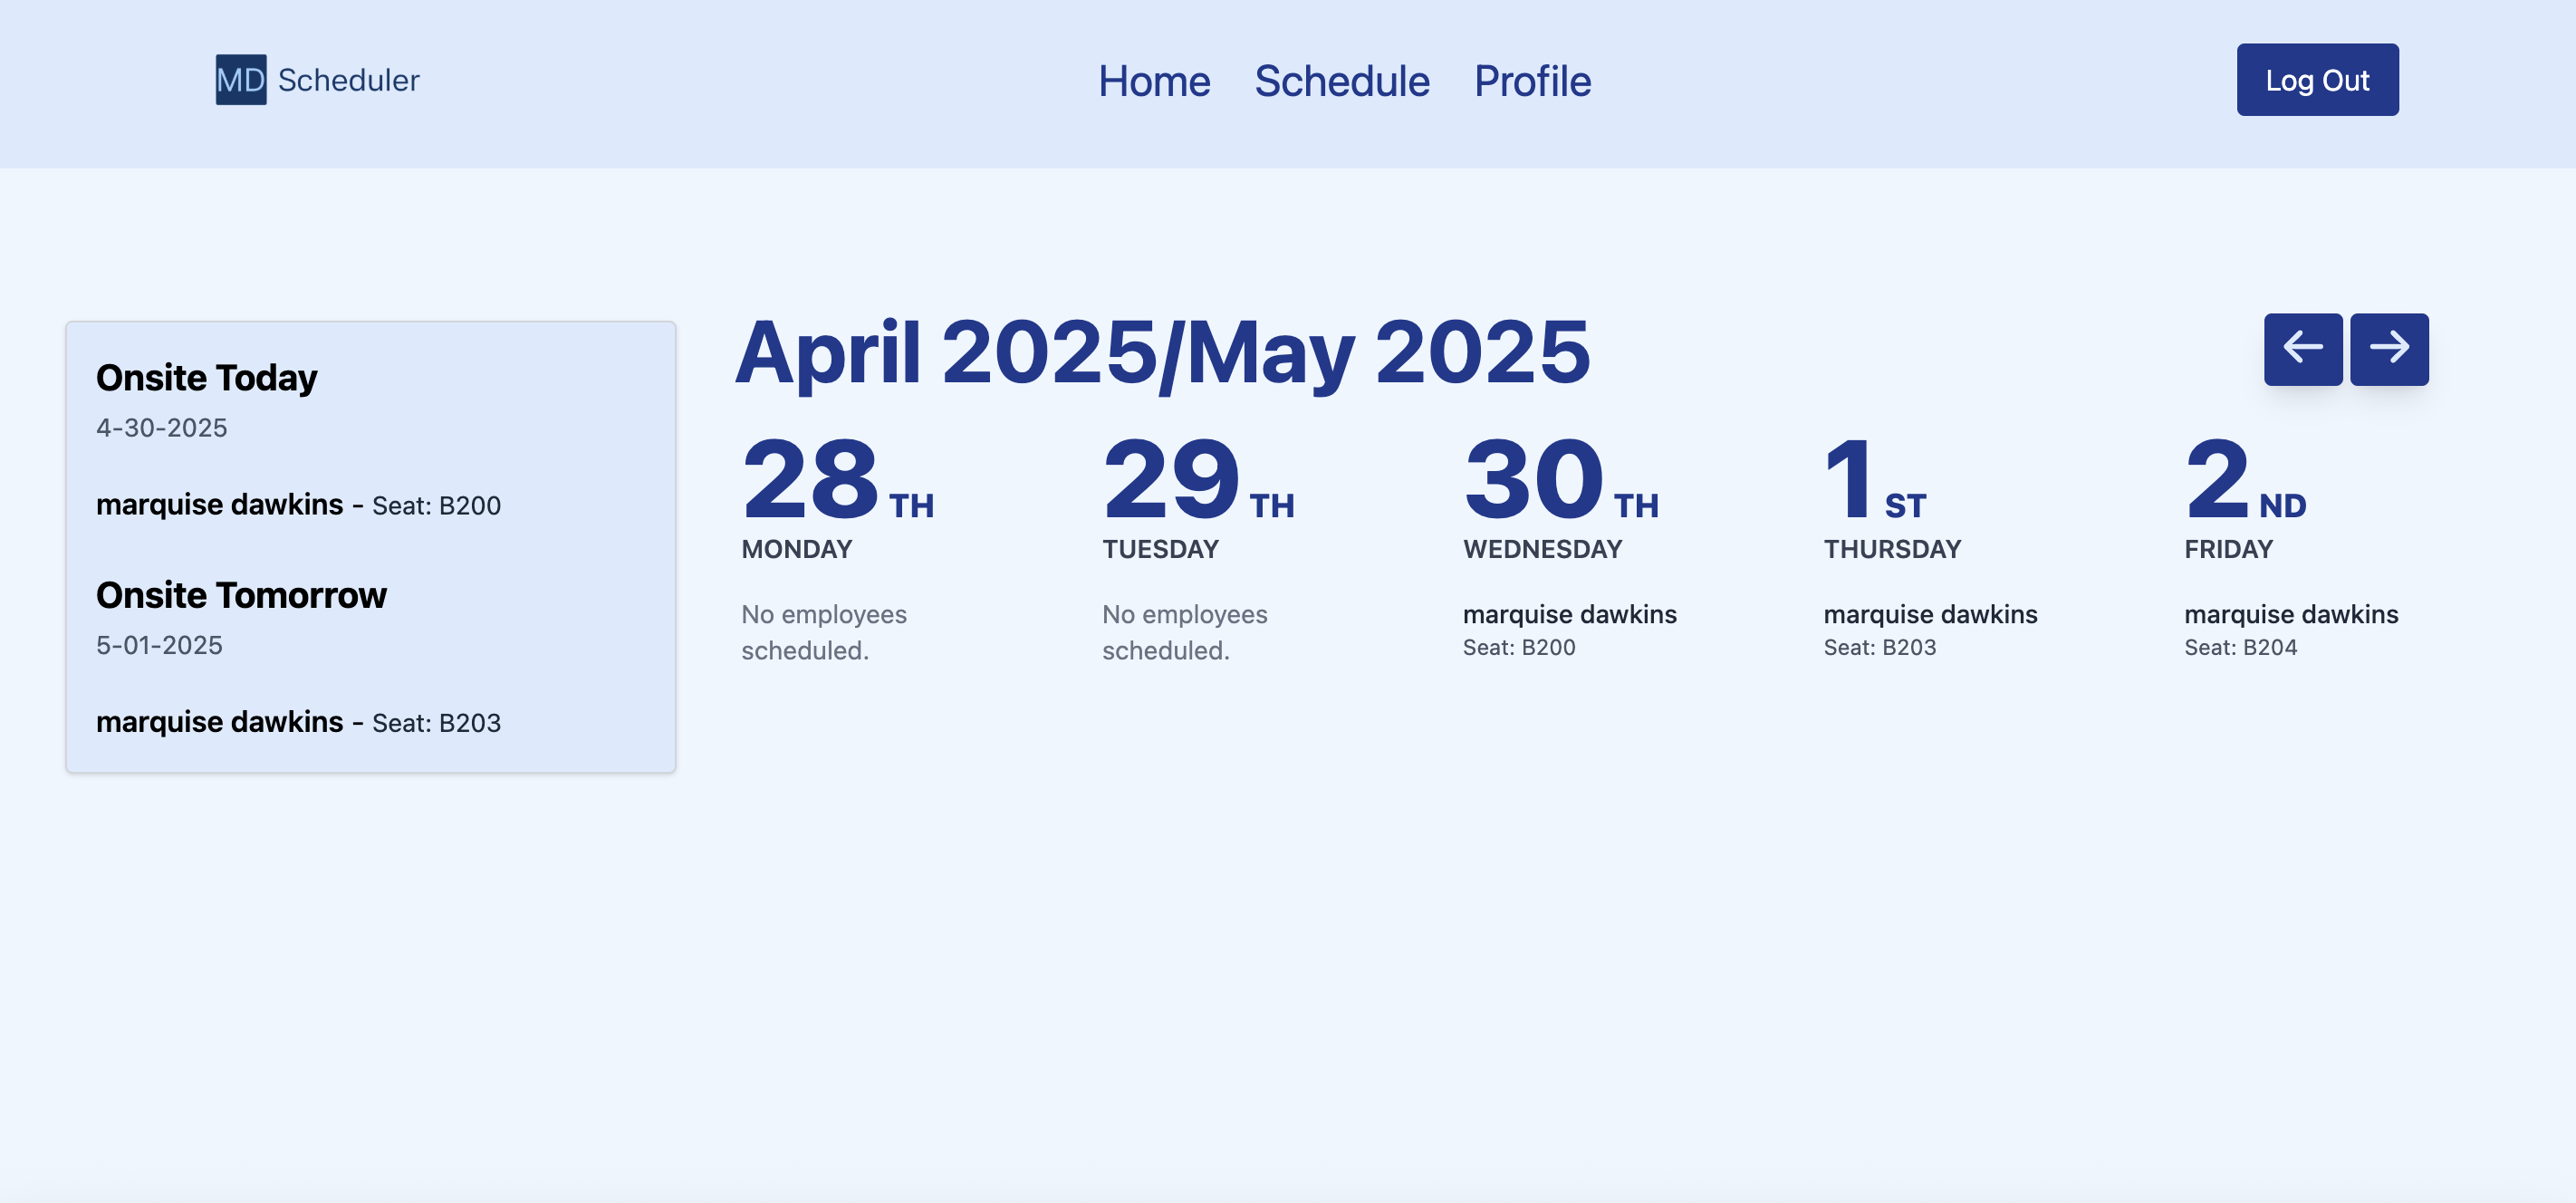 MD Scheduler
Home Schedule Profile
Log Out
Onsite Today
4-30-2025
marquise dawkins - Seat: B200
Onsite Tomorrow
5-01-2025
marquise dawkins - Seat: B203
April 2025/May 2025
28 TH
MONDAY
No employees
scheduled.
29 TH
TUESDAY
No employees
scheduled.
30 TH
WEDNESDAY
marquise dawkins
Seat: B200
1 ST
THURSDAY
marquise dawkins
Seat: B203
2 ND
FRIDAY
marquise dawkins
Seat: B204